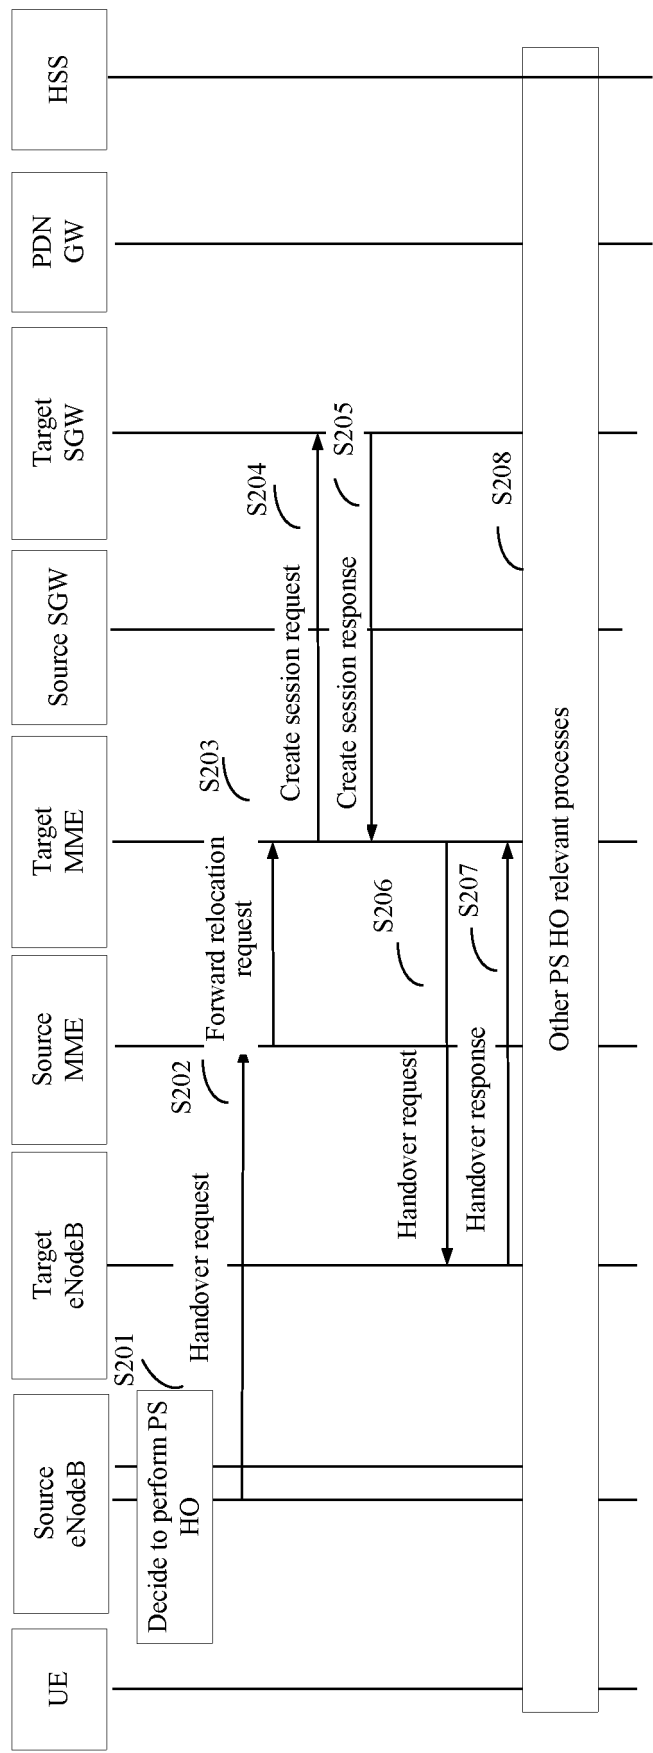 UE
Source
eNodeB
Target
eNodeB
Source
MME
Target
MME
Source SGW
Target
SGW
PDN
GW
HSS
S201
Decide to perform PS
HO
Handover request
S202
Forward relocation
request
S203
Create session request
S204
Create session response
S205
Handover request
S206
Handover response
S207
S208
Other PS HO relevant processes